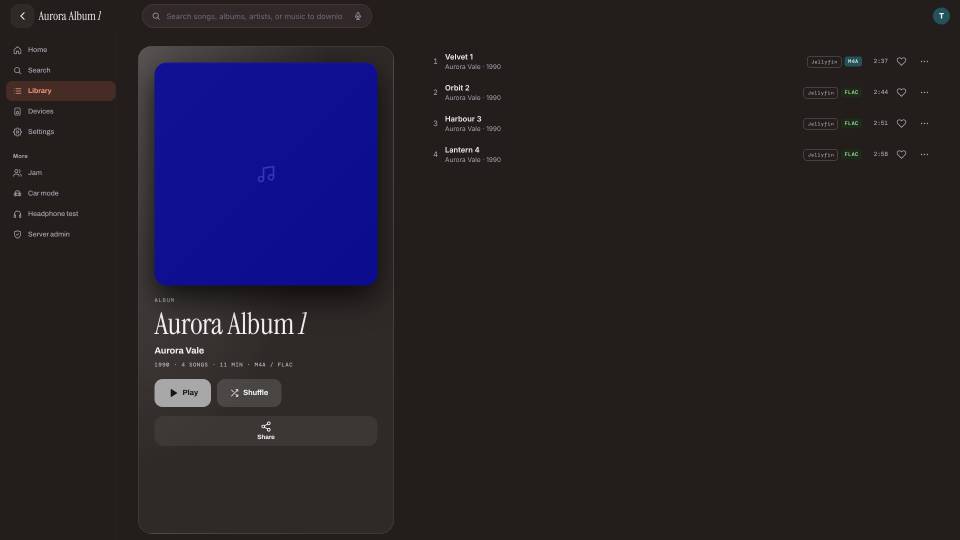 Aurora Album 1
Search songs, albums, artists, or music to downlo
T
Home
Search
Library
Devices
Settings
More
Jam
Car mode
Headphone test
Server admin
ALBUM
Aurora Album 1
Aurora Vale
1990 · 4 SONGS · 11 MIN · M4A / FLAC
Play
Shuffle
Share
1 Velvet 1 Jellyfin M4A 2:37
Aurora Vale · 1990
2 Orbit 2 Jellyfin FLAC 2:44
Aurora Vale · 1990
3 Harbour 3 Jellyfin FLAC 2:51
Aurora Vale · 1990
4 Lantern 4 Jellyfin FLAC 2:58
Aurora Vale · 1990